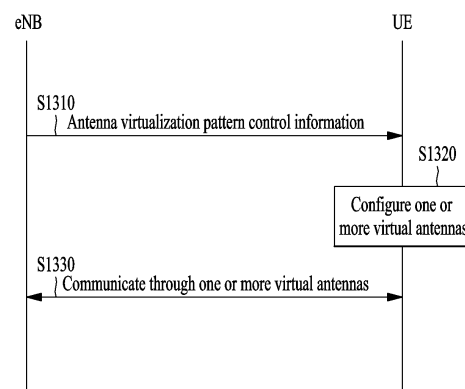 eNB
UE
S1310
Antenna virtualization pattern control information
S1320
Configure one or
more virtual antennas
S1330
Communicate through one or more virtual antennas